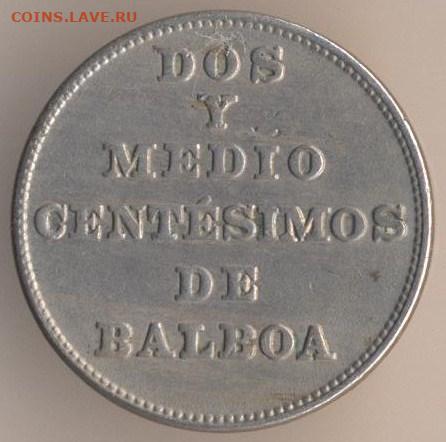 COINS.LAVE.RU
DOS
Y
MEDIO
CENTÉSIMOS
DE
BALBOA